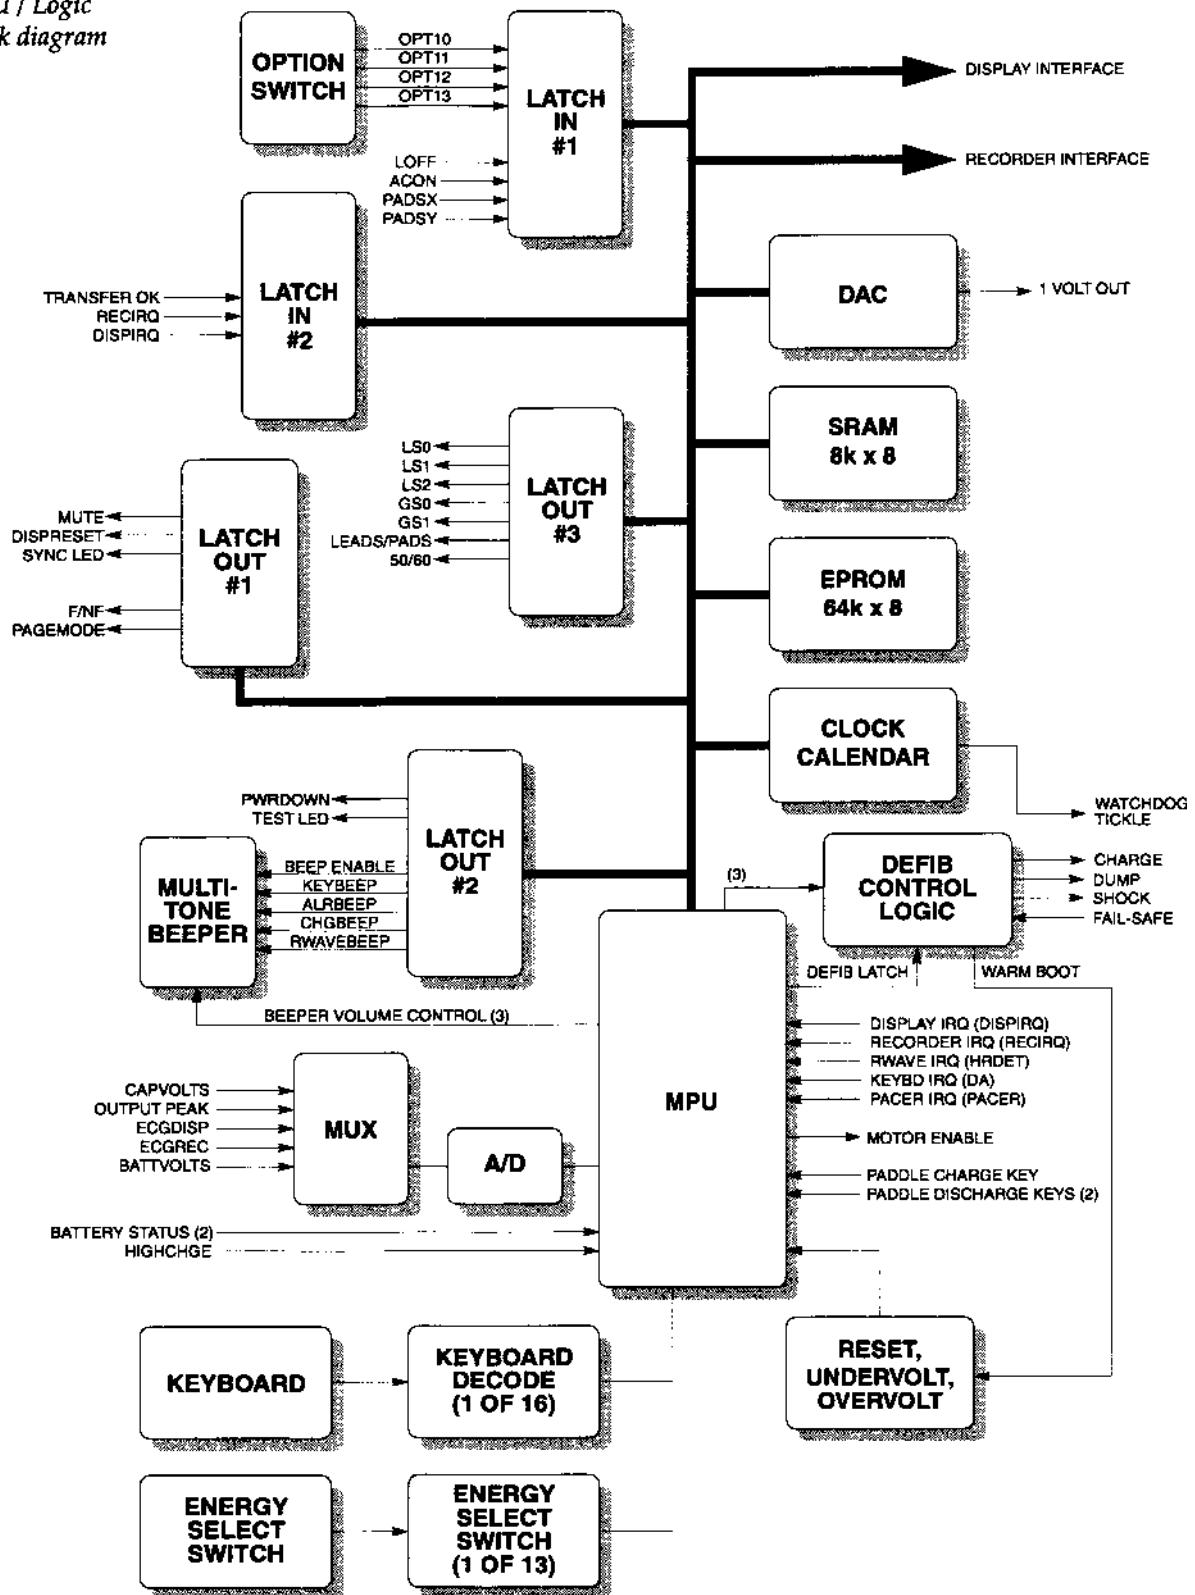 / Logic
k diagram
OPTION
SWITCH
OPT10
OPT11
OPT12
OPT13
LATCH
IN
#1
LOFF
ACON
PADSX
PADSY
DISPLAY INTERFACE
RECORDER INTERFACE
TRANSFER OK
RECIRQ
DISPIRQ
LATCH
IN
#2
DAC
1 VOLT OUT
SRAM
8k x 8
LS0
LS1
LS2
GS0
GS1
LEADS/PADS
50/60
LATCH
OUT
#3
MUTE
DISPRESET
SYNC LED
F/NF
PAGEMODE
LATCH
OUT
#1
EPROM
64k x 8
CLOCK
CALENDAR
WATCHDOG
TICKLE
PWRDOWN
TEST LED
BEEP ENABLE
KEYBEEP
ALRBEEP
CHGBEEP
RWAVEBEEP
LATCH
OUT
#2
MULTI-
TONE
BEEPER
BEEPER VOLUME CONTROL (3)
(3)
DEFIB
CONTROL
LOGIC
CHARGE
DUMP
SHOCK
FAIL-SAFE
DEFIB LATCH
WARM BOOT
MPU
DISPLAY IRQ (DISPIRQ)
RECORDER IRQ (RECIRQ)
RWAVE IRQ (HRDET)
KEYBD IRQ (DA)
PACER IRQ (PACER)
MOTOR ENABLE
PADDLE CHARGE KEY
PADDLE DISCHARGE KEYS (2)
CAPVOLTS
OUTPUT PEAK
ECGDISP
ECGREC
BATTVOLTS
MUX
A/D
BATTERY STATUS (2)
HIGHCHGE
KEYBOARD
KEYBOARD
DECODE
(1 OF 16)
RESET,
UNDERVOLT,
OVERVOLT
ENERGY
SELECT
SWITCH
ENERGY
SELECT
SWITCH
(1 OF 13)